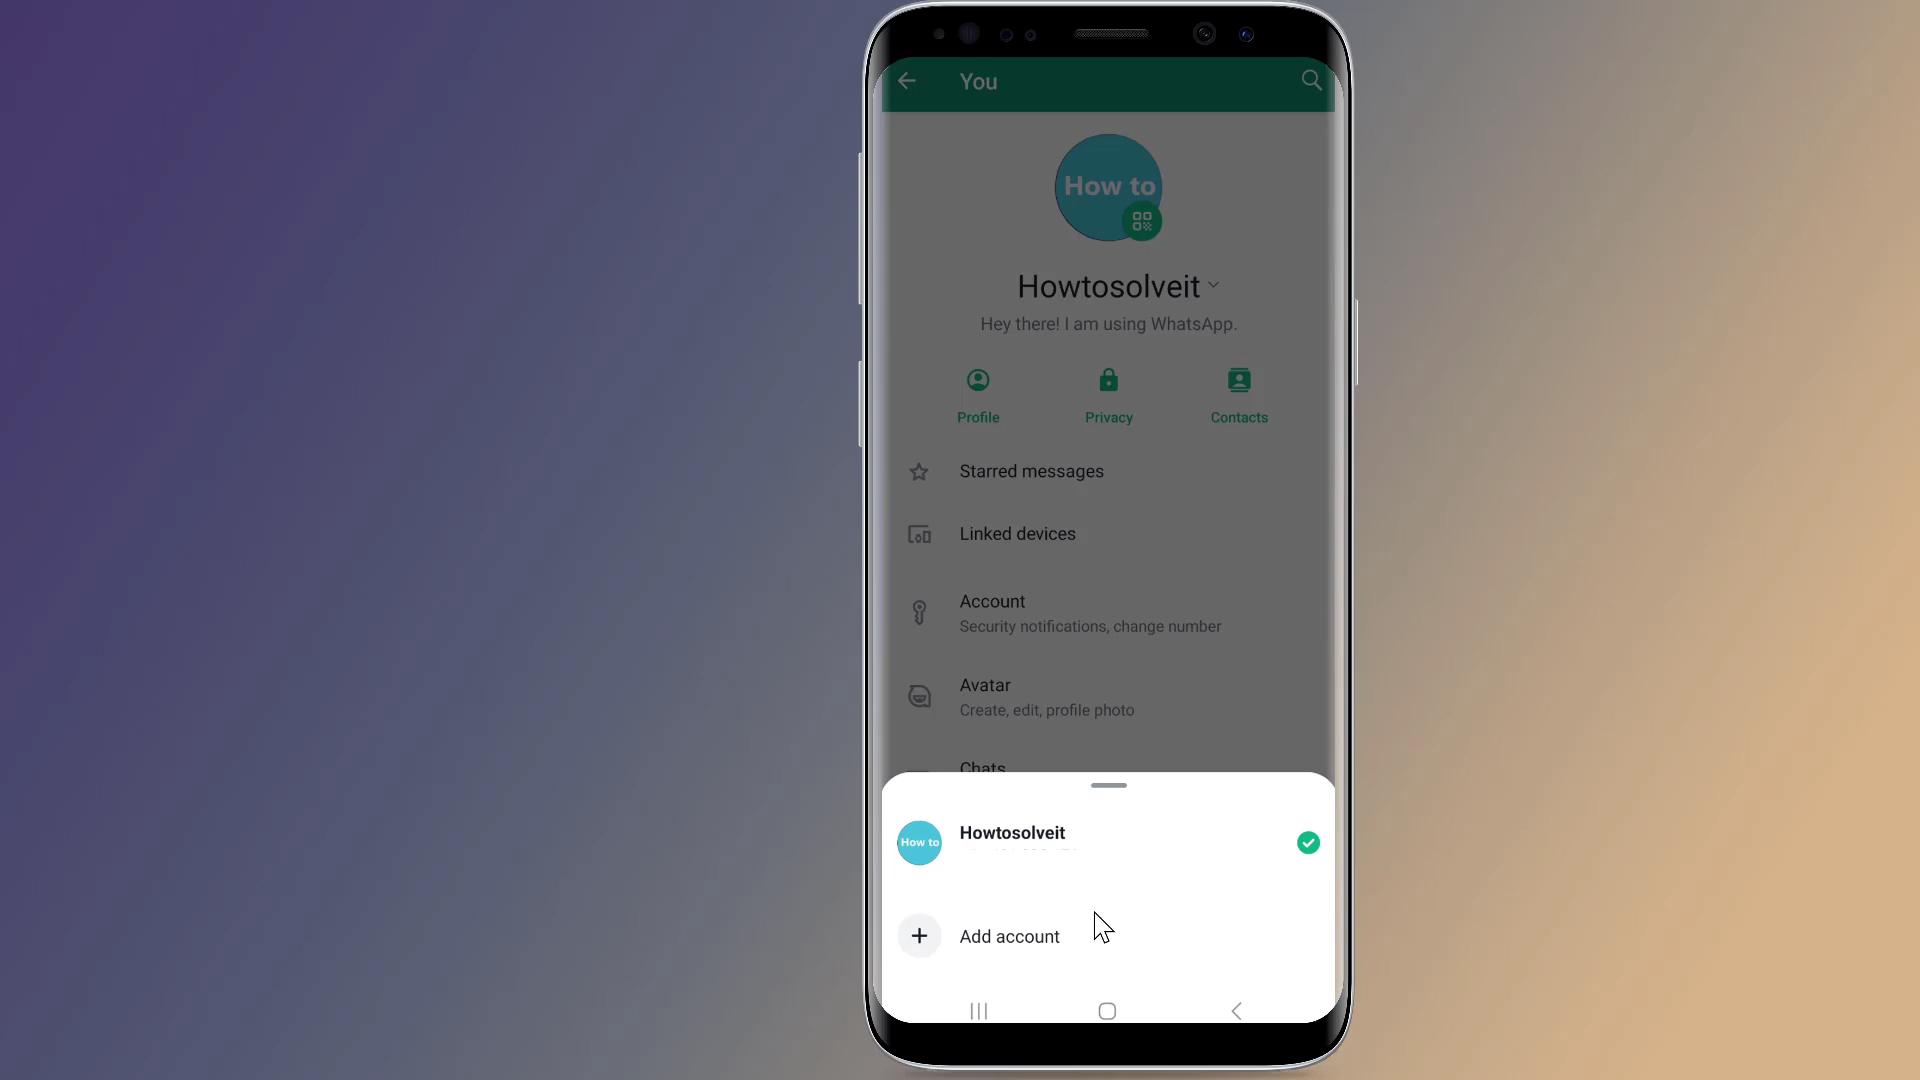 You
How to
Howtosolveit
Hey there! I am using WhatsApp.
Profile Privacy Contacts
Starred messages
Linked devices
Account
Security notifications, change number
Avatar
Create, edit, profile photo
Chats
Howtosolveit
How to
Add account